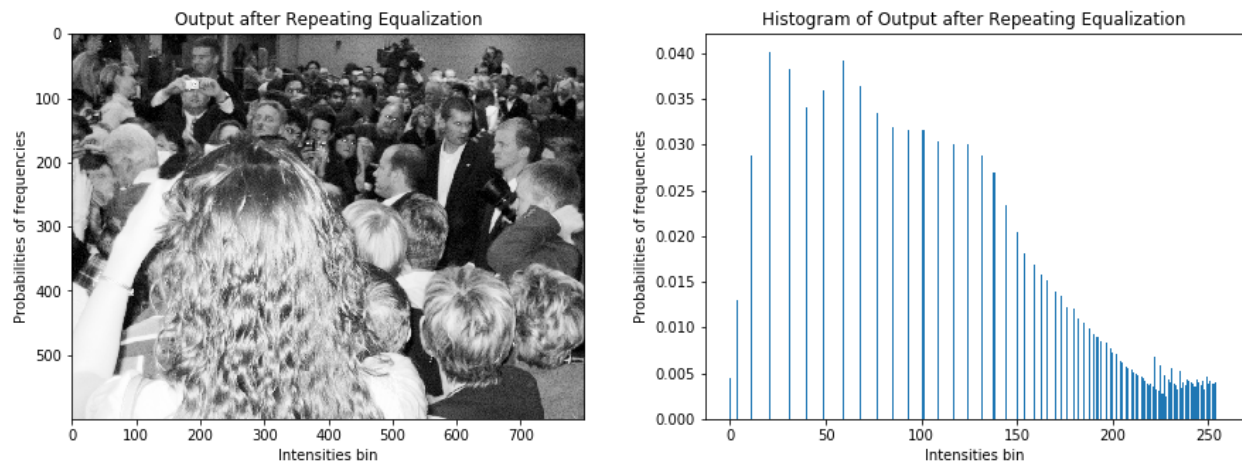 Output after Repeating Equalization
0
100
200
300
400
500
Probabilities of frequencies
0 100 200 300 400 500 600 700
Intensities bin
Histogram of Output after Repeating Equalization
0.040
0.035
0.030
0.025
0.020
0.015
0.010
0.005
0.000
Probabilities of frequencies
0 50 100 150 200 250
Intensities bin